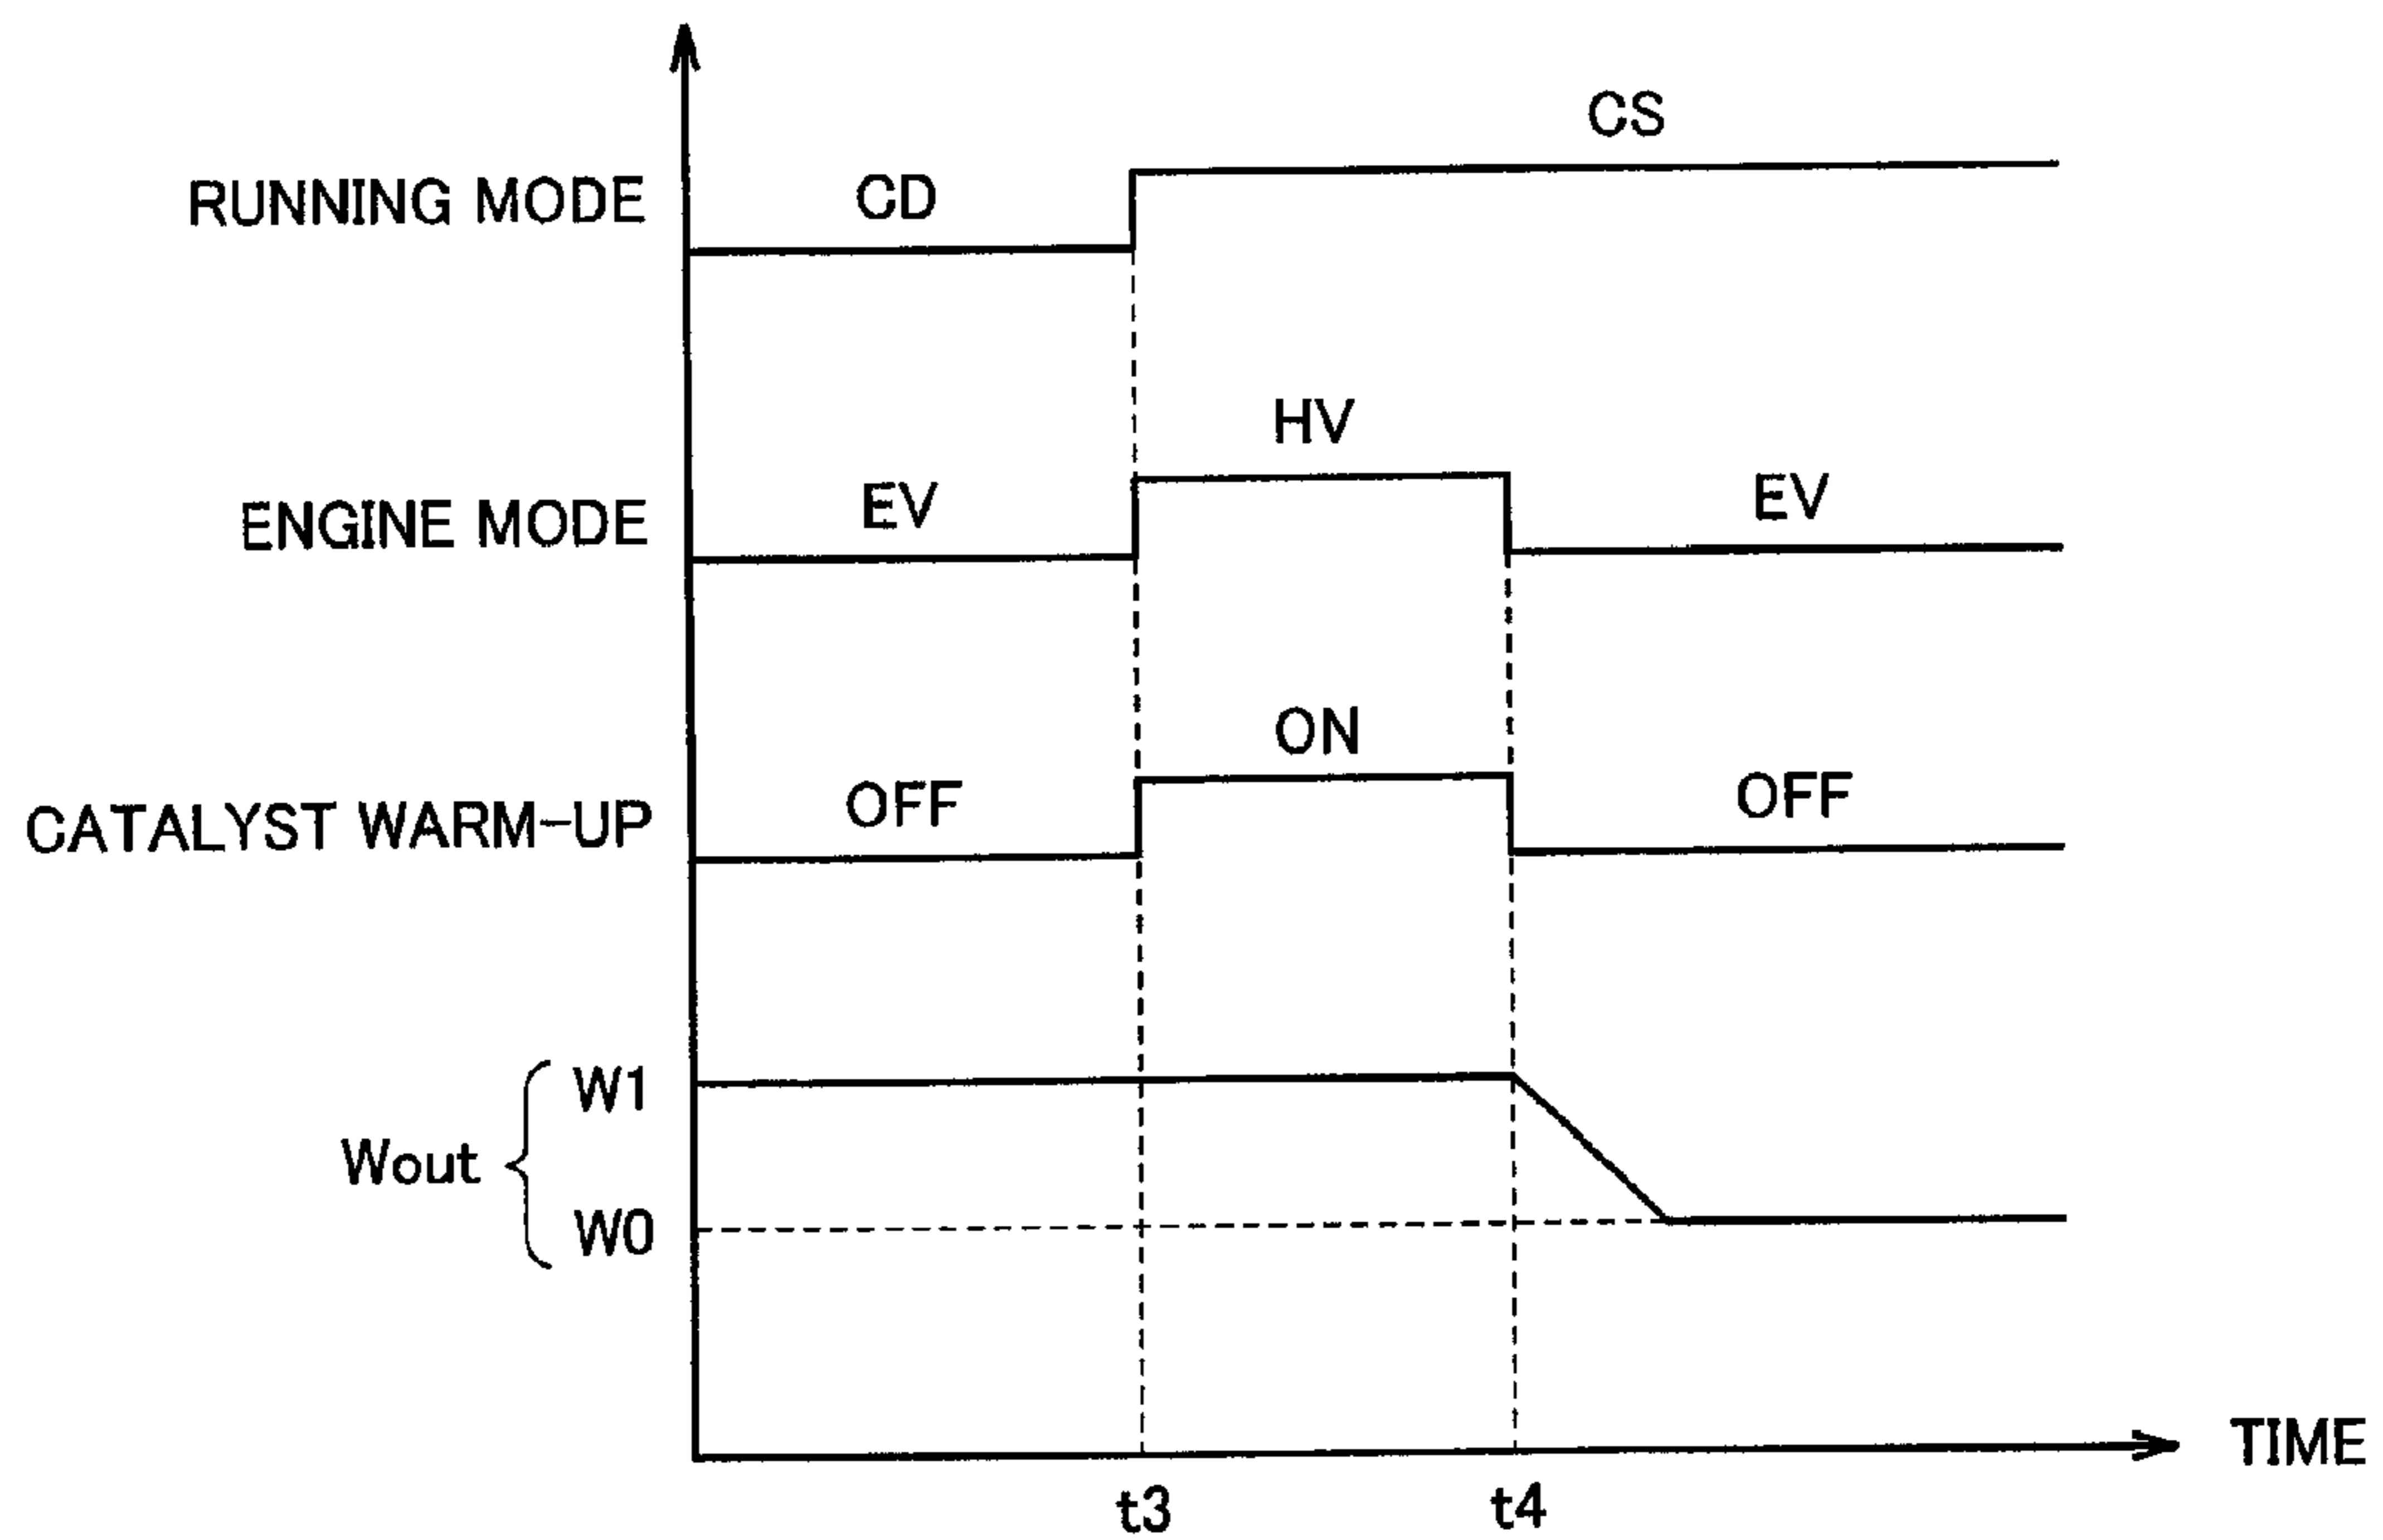 CS
RUNNING MODE CD
HV
ENGINE MODE EV EV
ON
CATALYST WARM-UP OFF OFF
W1
Wout
W0
TIME
t3 t4